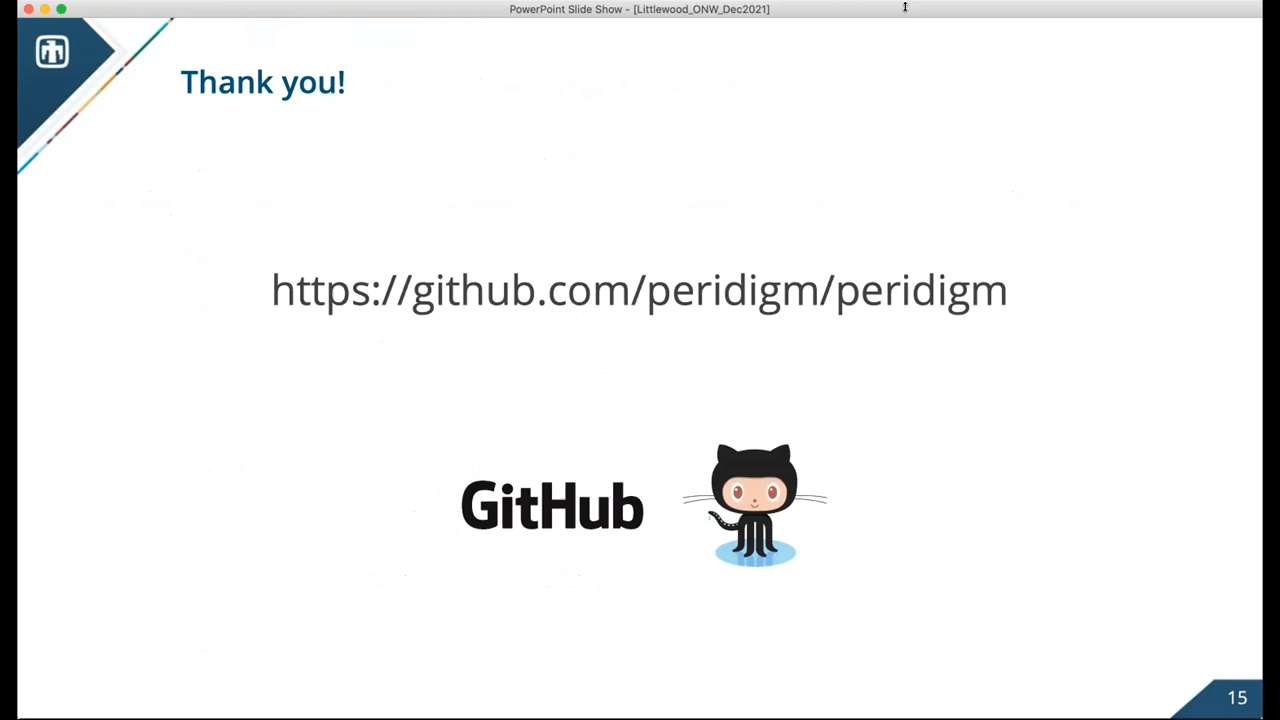 PowerPoint Slide Show - [Littlewood_ONW_Dec2021]
Thank you!
https://github.com/peridigm/peridigm
GitHub
15